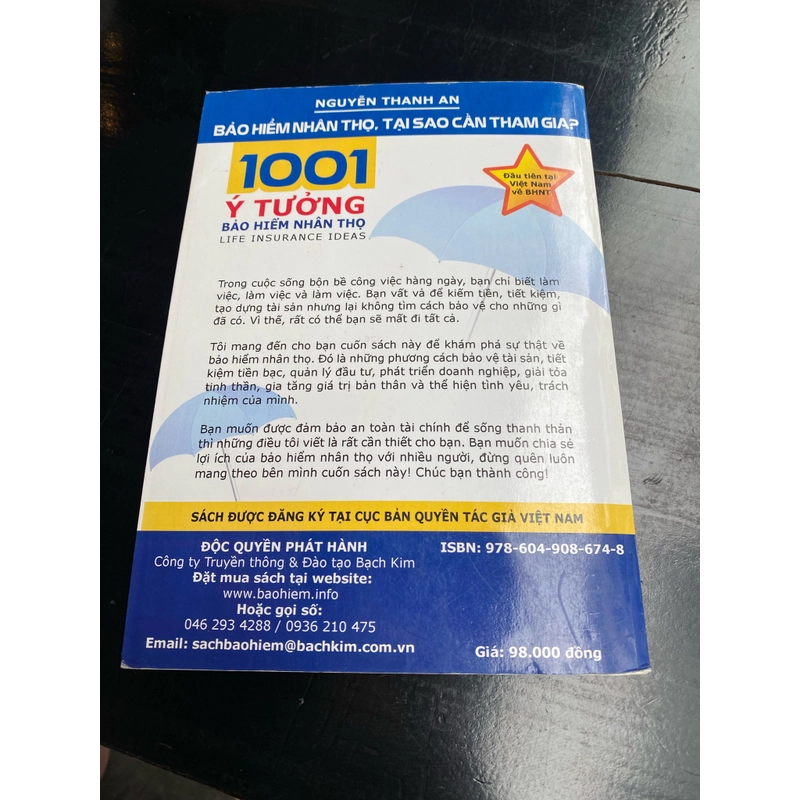 NGUYỄN THANH AN
BẢO HIỂM NHÂN THỌ, TẠI SAO CẦN THAM GIA?
1001
Ý TƯỞNG
BẢO HIỂM NHÂN THỌ
LIFE INSURANCE IDEAS
Đầu tiên tại
Việt Nam
về BHNT
Trong cuộc sống bộn bề công việc hàng ngày, bạn chỉ biết làm
việc, làm việc và làm việc. Bạn vất vả để kiếm tiền, tiết kiệm,
tạo dựng tài sản nhưng lại không tìm cách bảo vệ cho những gì
đã có. Vì thế, rất có thể bạn sẽ mất đi tất cả.
Tôi mang đến cho bạn cuốn sách này để khám phá sự thật về
bảo hiểm nhân thọ. Đó là những phương cách bảo vệ tài sản, tiết
kiệm tiền bạc, quản lý đầu tư, phát triển doanh nghiệp, giải tỏa
tinh thần, gia tăng giá trị bản thân và thể hiện tình yêu, trách
nhiệm của mình.
Bạn muốn được đảm bảo an toàn tài chính để sống thanh thản
thì những điều tôi viết là rất cần thiết cho bạn. Bạn muốn chia sẻ
lợi ích của bảo hiểm nhân thọ với nhiều người, đừng quên luôn
mang theo bên mình cuốn sách này! Chúc bạn thành công!
SÁCH ĐƯỢC ĐĂNG KÝ TẠI CỤC BẢN QUYỀN TÁC GIẢ VIỆT NAM
ĐỘC QUYỀN PHÁT HÀNH
Công ty Truyền thông & Đào tạo Bạch Kim
Đặt mua sách tại website:
www.baohiem.info
Hoặc gọi số:
046 293 4288 / 0936 210 475
Email: sachbaohiem@bachkim.com.vn
ISBN: 978-604-908-674-8
Giá: 98.000 đồng